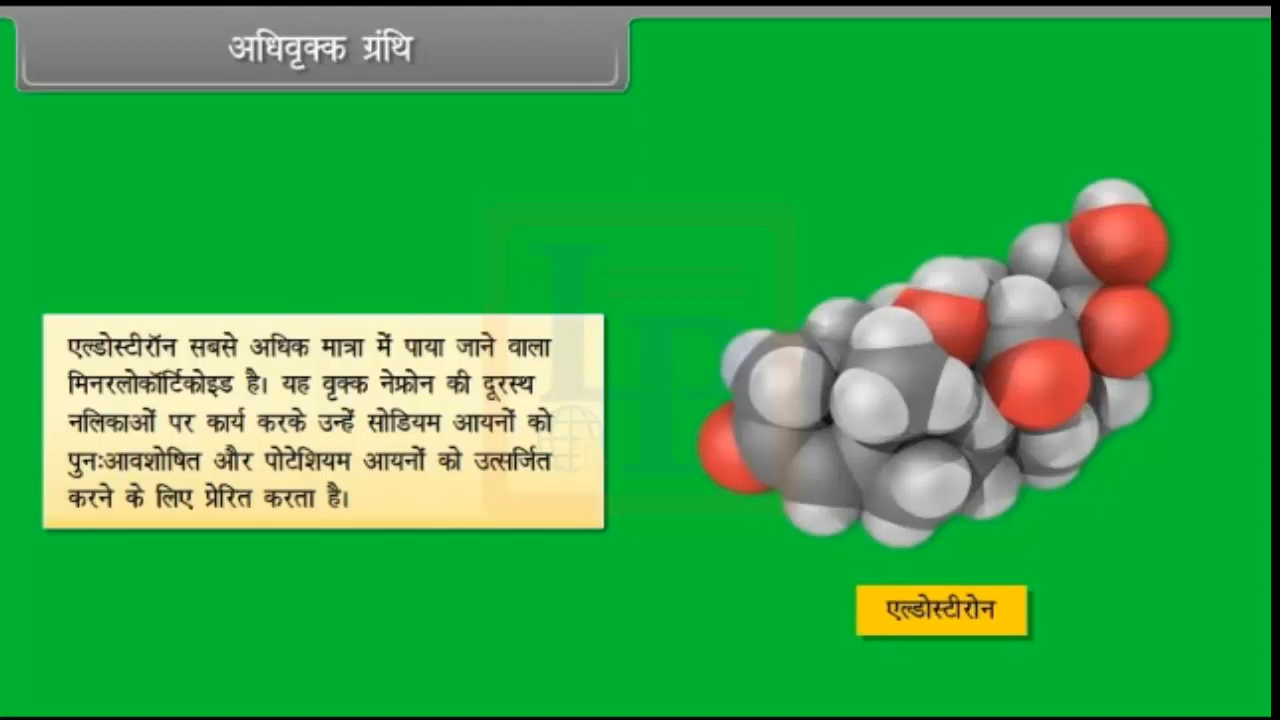 अधिवृक्क ग्रंथि
एल्डोस्टीरॉन सबसे अधिक मात्रा में पाया जाने वाला
मिनरलोकॉर्टिकोइड है। यह वृक्क नेफ्रोन की दूरस्थ
नलिकाओं पर कार्य करके उन्हें सोडियम आयनों को
पुनःआवशोषित और पोटेशियम आयनों को उत्सर्जित
करने के लिए प्रेरित करता है।
एल्डोस्टीरोन